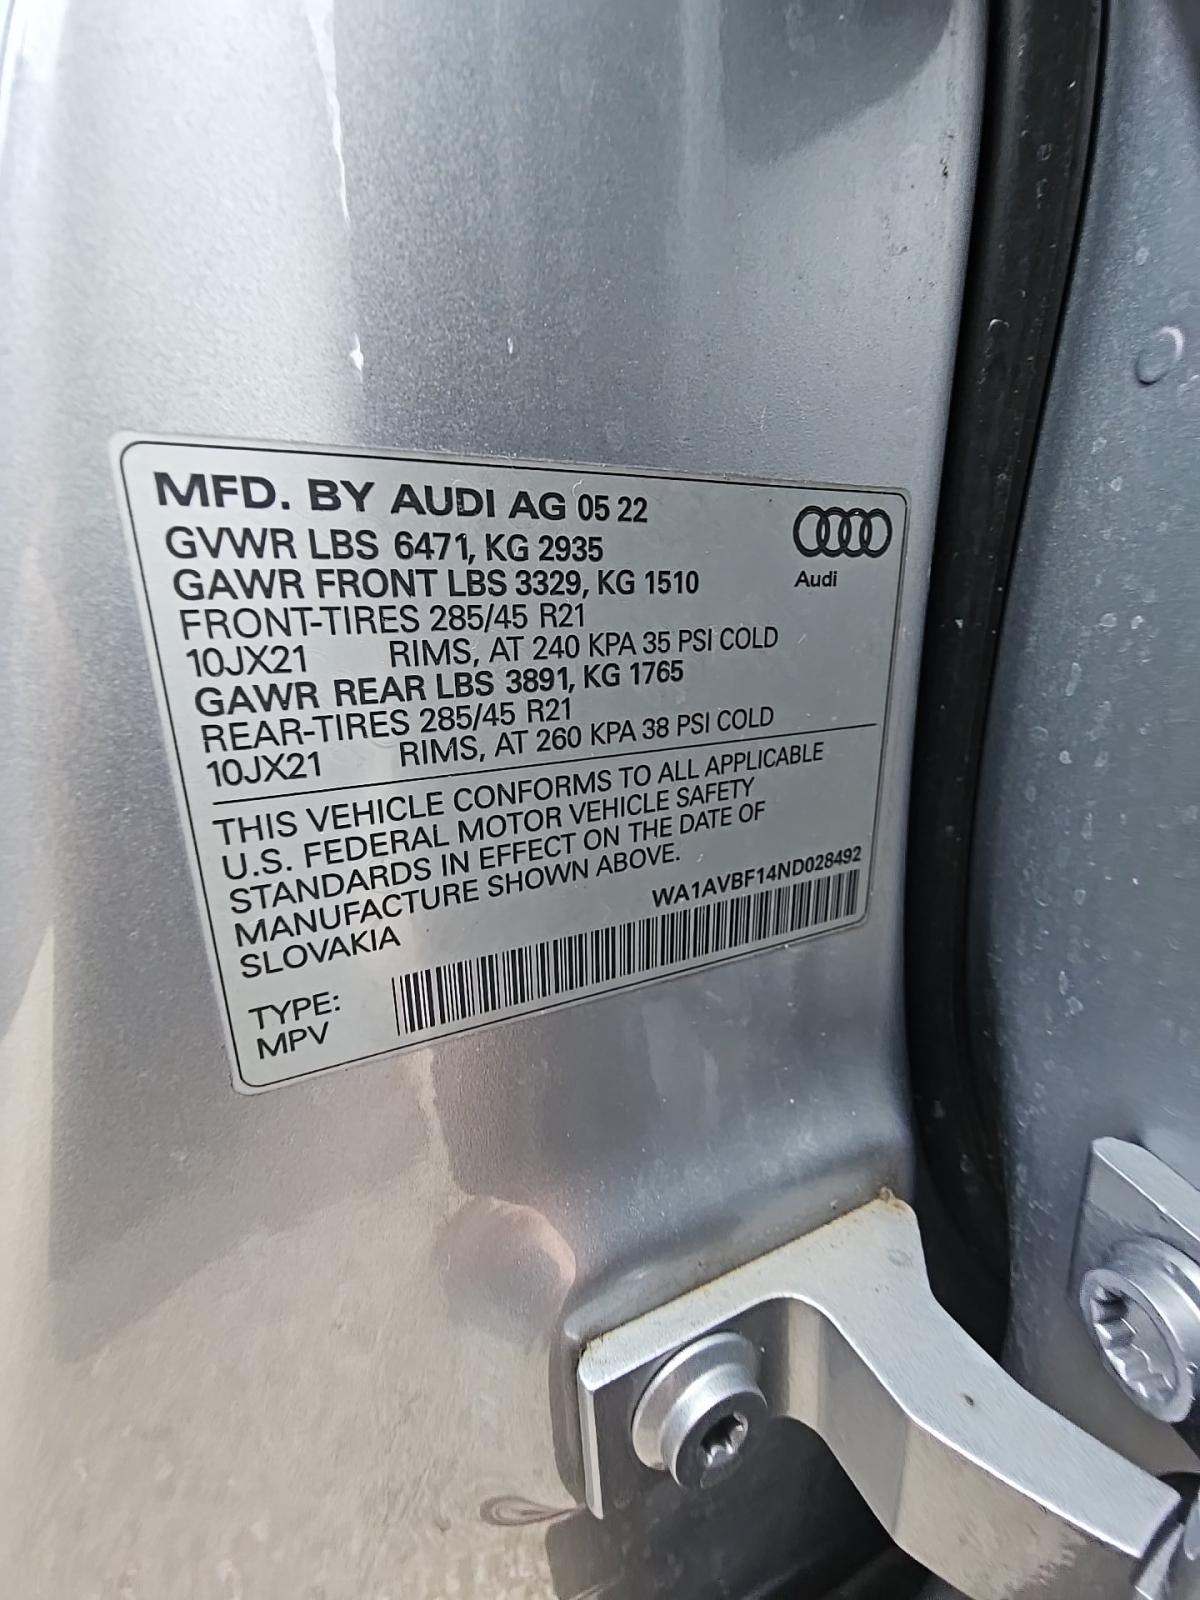 MFD. BY AUDI AG 05 22
GVWR LBS 6471, KG 2935
GAWR FRONT LBS 3329, KG 1510
FRONT-TIRES 285/45 R21
10JX21 RIMS, AT 240 KPA 35 PSI COLD
GAWR REAR LBS 3891, KG 1765
REAR-TIRES 285/45 R21
10JX21 RIMS, AT 260 KPA 38 PSI COLD
Audi
THIS VEHICLE CONFORMS TO ALL APPLICABLE
U.S. FEDERAL MOTOR VEHICLE SAFETY
STANDARDS IN EFFECT ON THE DATE OF
MANUFACTURE SHOWN ABOVE.
SLOVAKIA
WA1AVBF14ND028492
TYPE:
MPV